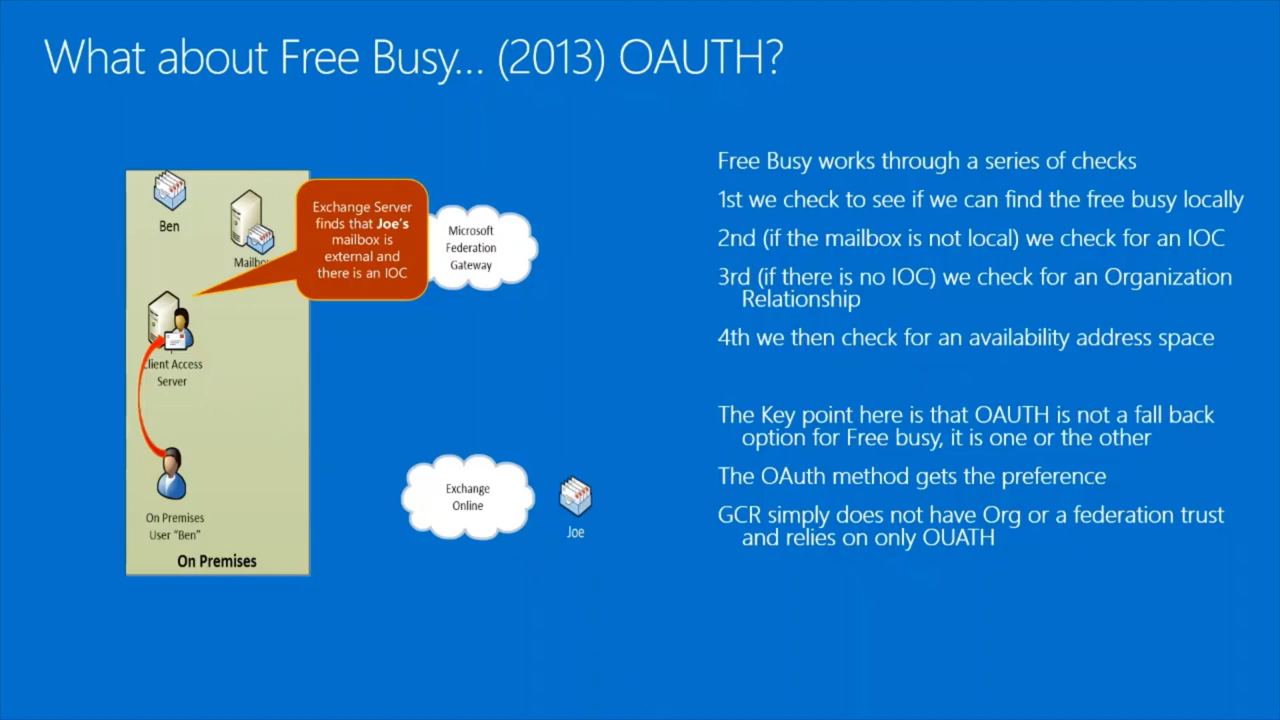 What about Free Busy... (2013) OAUTH?
Ben
Exchange Server
finds that Joe's
mailbox is
external and
there is an IOC
Microsoft
Federation
Gateway
Client Access
Server
Exchange
Online
Joe
On Premises
User "Ben"
On Premises
Free Busy works through a series of checks
1st we check to see if we can find the free busy locally
2nd (if the mailbox is not local) we check for an IOC
3rd (if there is no IOC) we check for an Organization
Relationship
4th we then check for an availability address space
The Key point here is that OAUTH is not a fall back
option for Free busy, it is one or the other
The OAuth method gets the preference
GCR simply does not have Org or a federation trust
and relies on only OUATH